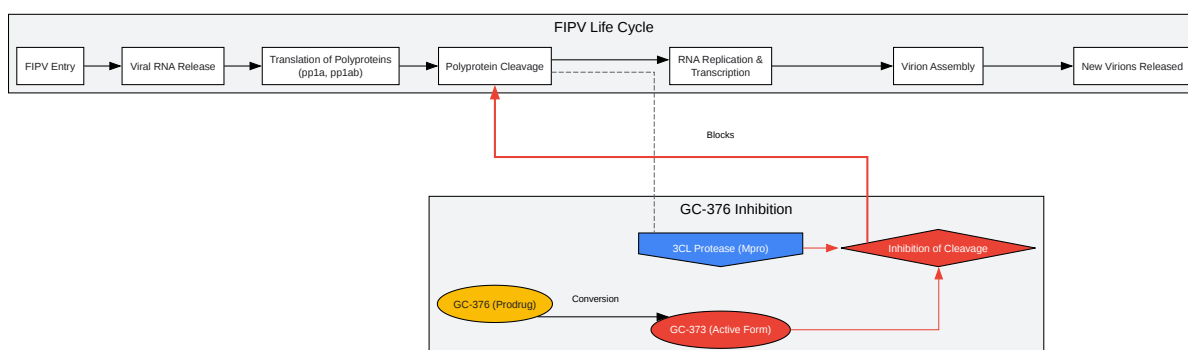 FIPV Life Cycle
FIPV Entry
Viral RNA Release
Translation of Polyproteins
(pp1a, pp1ab)
Polyprotein Cleavage
RNA Replication &
Transcription
Virion Assembly
New Virions Released
Blocks
GC-376 Inhibition
3CL Protease (Mpro)
Inhibition of Cleavage
GC-376 (Prodrug)
Conversion
GC-373 (Active Form)